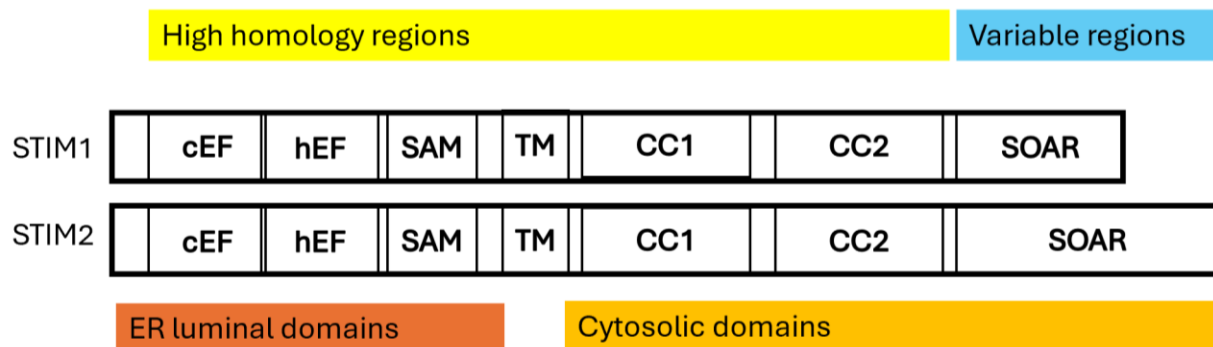 High homology regions Variable regions
STIM1 cEF hEF SAM TM CC1 CC2 SOAR
STIM2 cEF hEF SAM TM CC1 CC2 SOAR
ER luminal domains Cytosolic domains